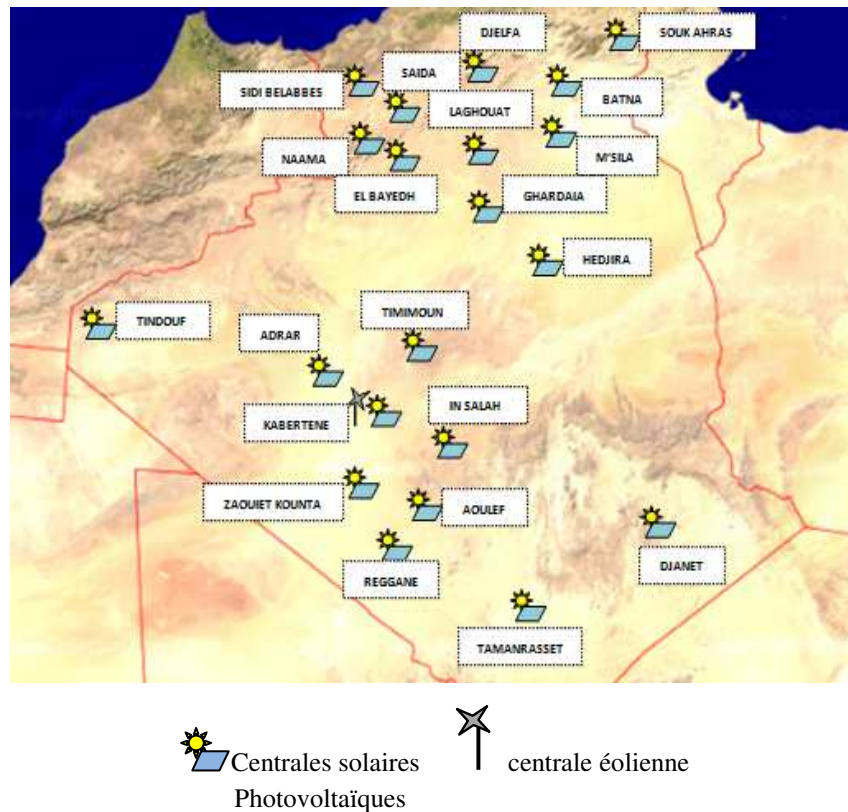 DJELFA
SOUK AHRAS
SAIDA
SIDI BELABBES
BATNA
LAGHOUAT
NAAMA
M'SILA
EL BAYEDH
GHARDAIA
HEDJIRA
TINDOUF
TIMIMOUN
ADRAR
IN SALAH
KABERTENE
ZAOUIET KOUNTA
AOULEF
DJANET
REGGANE
TAMANRASSET
Centrales solaires
Photovoltaïques
centrale éolienne